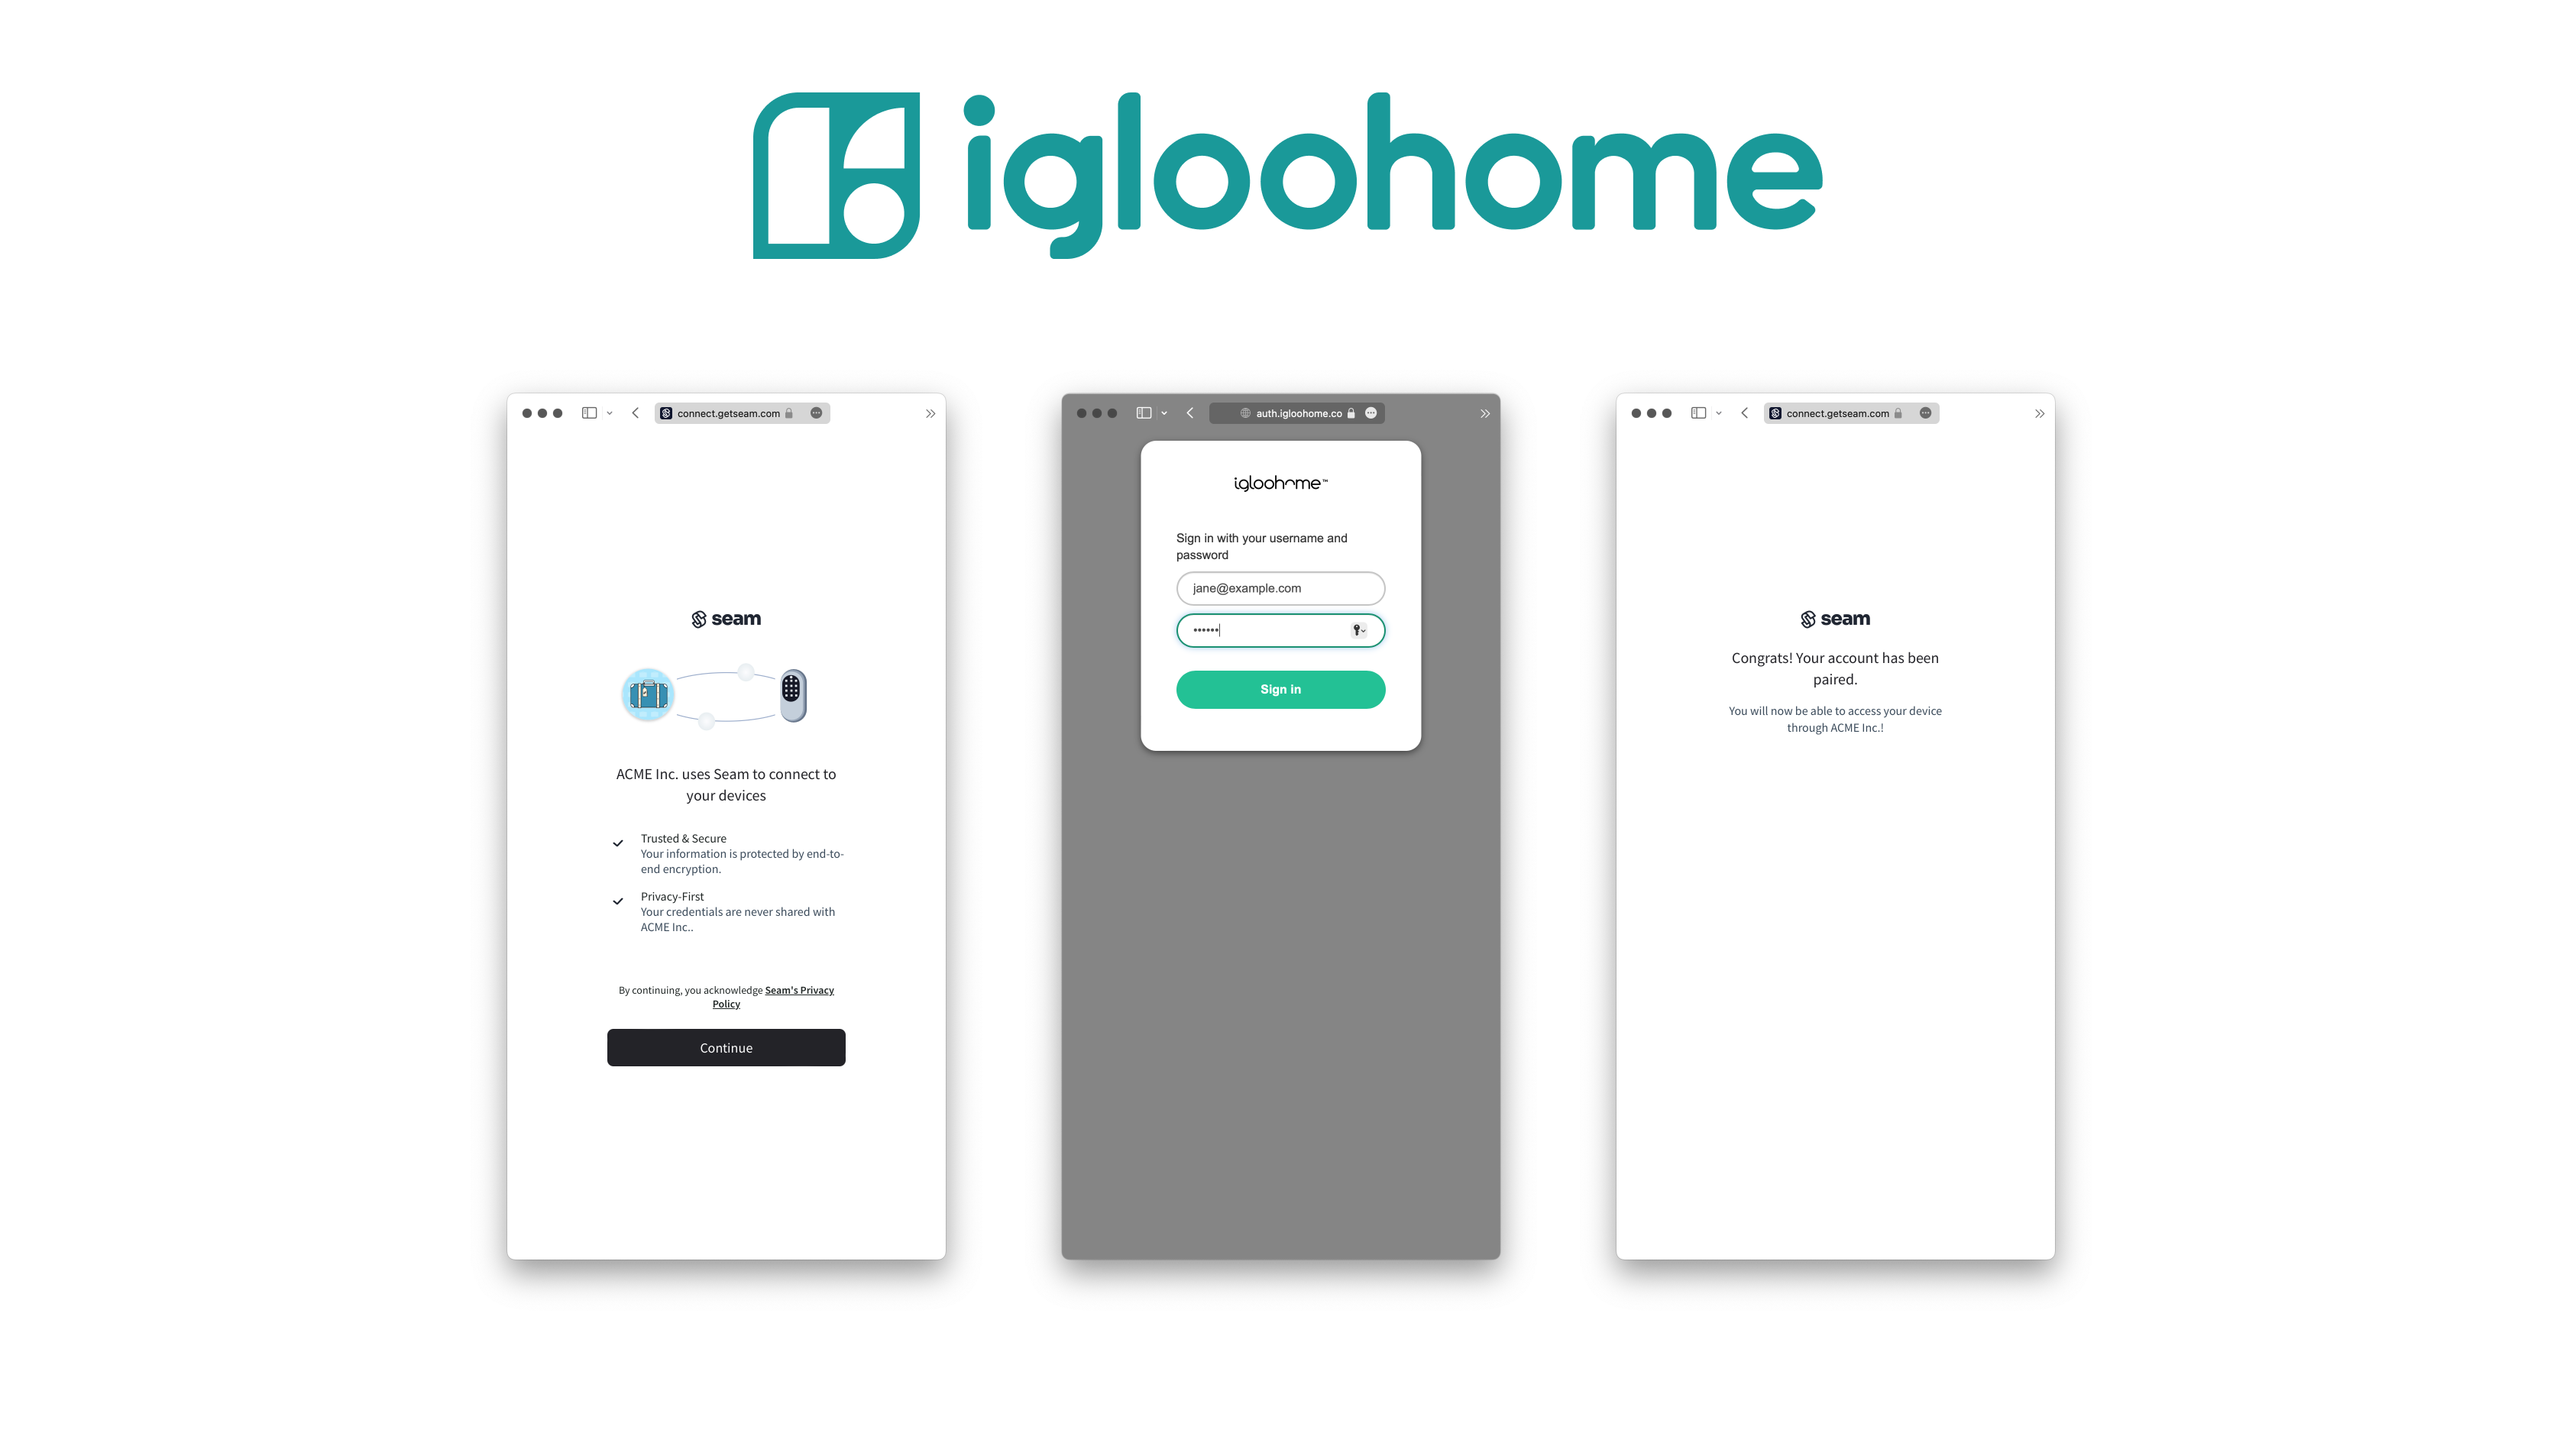 igloohome
connect.getseam.com
seam
ACME Inc. uses Seam to connect to
your devices
Trusted & Secure
Your information is protected by end-to-
end encryption.
Privacy-First
Your credentials are never shared with
ACME Inc..
By continuing, you acknowledge Seam's Privacy
Policy
Continue
auth.igloohome.co
igloohome™
Sign in with your username and
password
jane@example.com
••••••
Sign in
connect.getseam.com
seam
Congrats! Your account has been
paired.
You will now be able to access your device
through ACME Inc.!